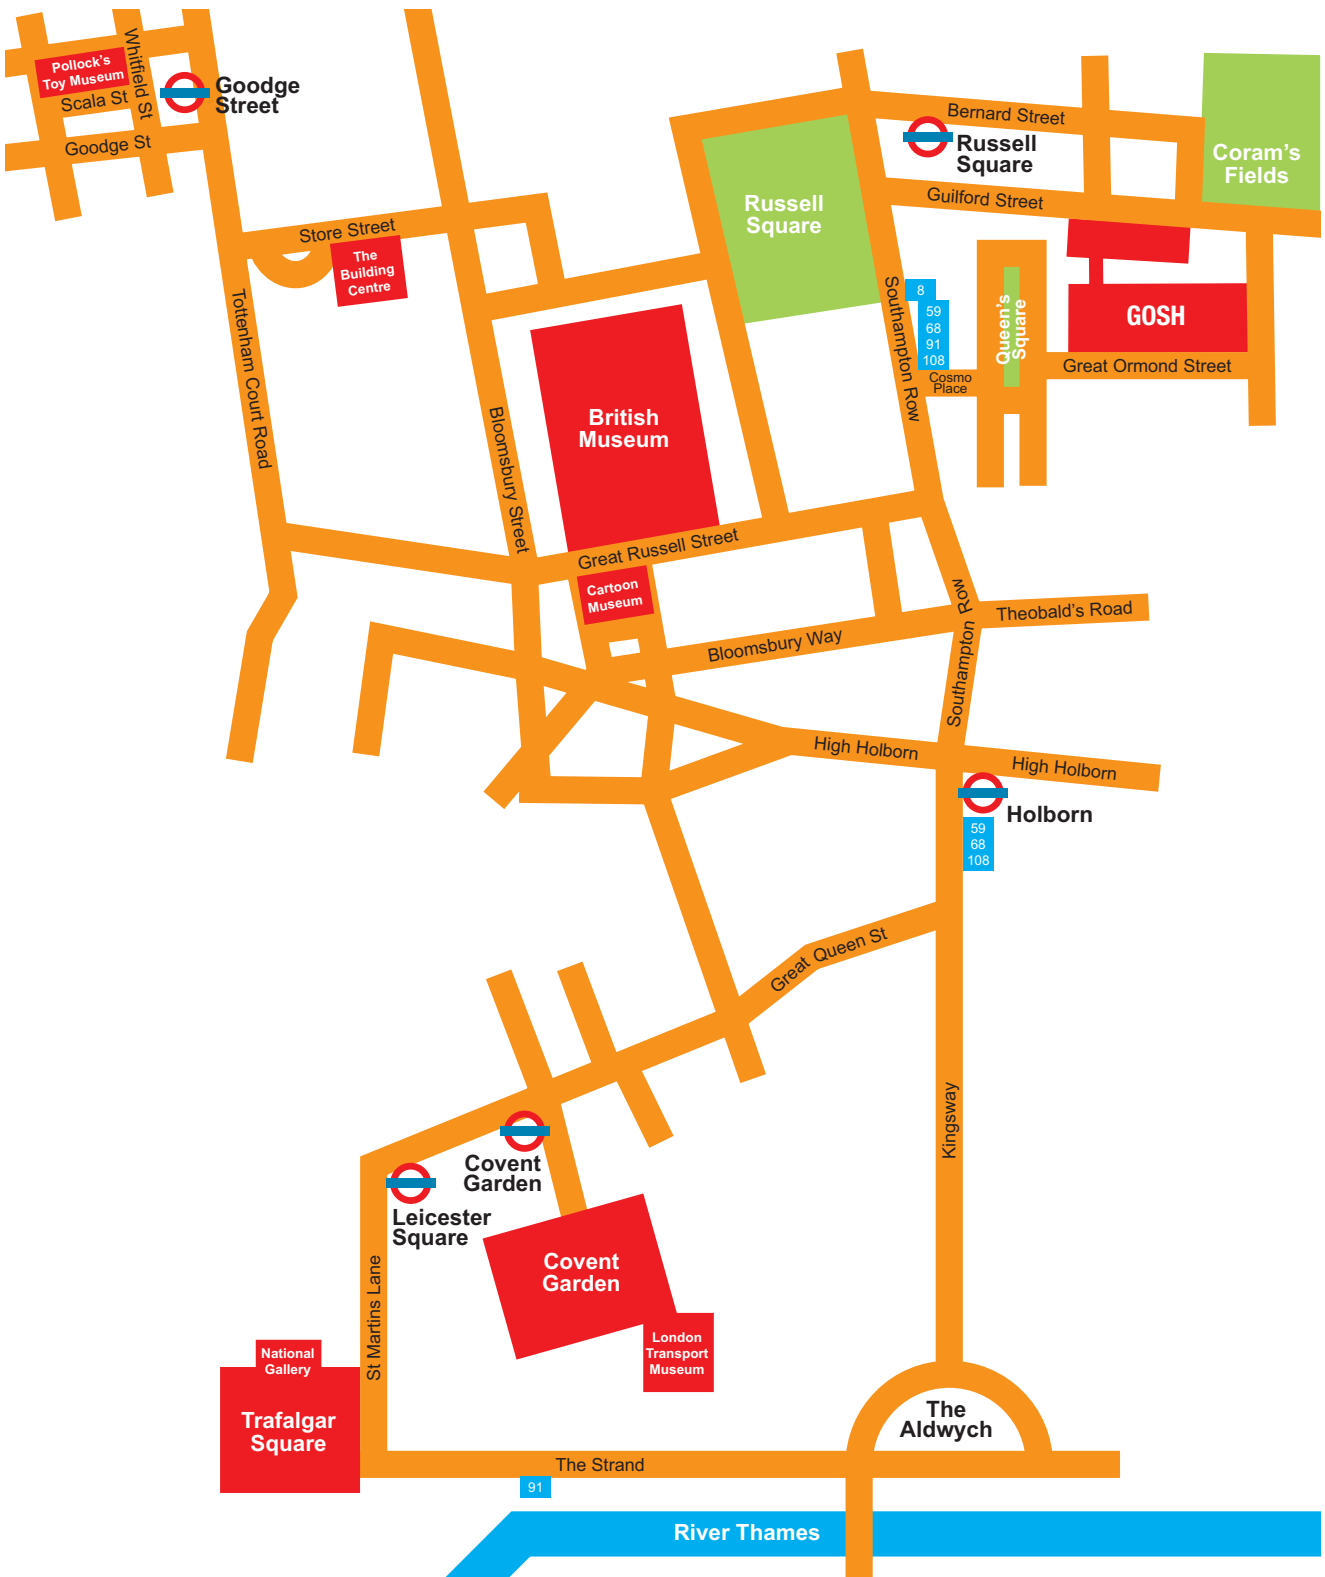 Whitfield St
Pollock's
Toy Museum
Scala St
Goodge St
Goodge
Street
Bernard Street
Russell
Square
Coram's
Fields
Guilford Street
Russell
Square
Store Street
The
Building
Centre
Tottenham Court Road
Southampton Row
8
59
68
91
108
Queen's
Square
GOSH
Great Ormond Street
Cosmo
Place
British
Museum
Bloomsbury Street
Great Russell Street
Cartoon
Museum
Theobald's Road
Bloomsbury Way
Southampton Row
High Holborn
High Holborn
Holborn
59
68
108
Great Queen St
Kingsway
Covent
Garden
Leicester
Square
St Martins Lane
Covent
Garden
London
Transport
Museum
National
Gallery
Trafalgar
Square
The
Aldwych
The Strand
91
River Thames